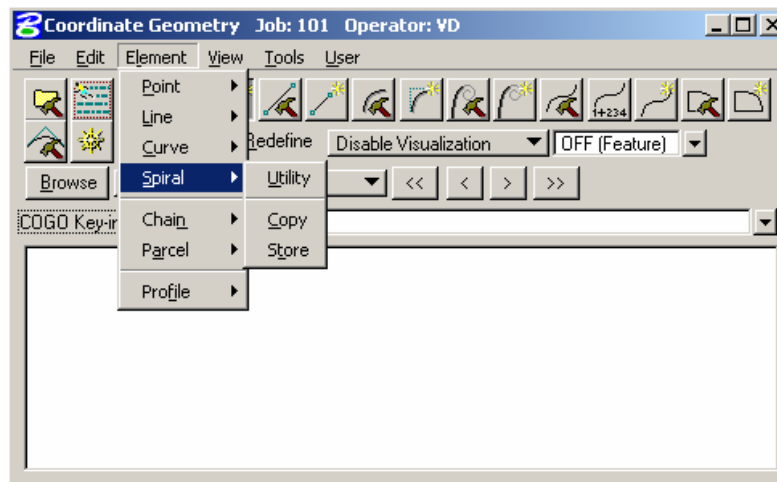 Coordinate Geometry Job: 101 Operator: VD
File Edit Element View Tools User
Point
Line
1+234
Curve
Redefine Disable Visualization OFF (Feature)
Browse Spiral Utility << < > >>
COGO Key-in
Chain Copy
Parcel Store
Profile